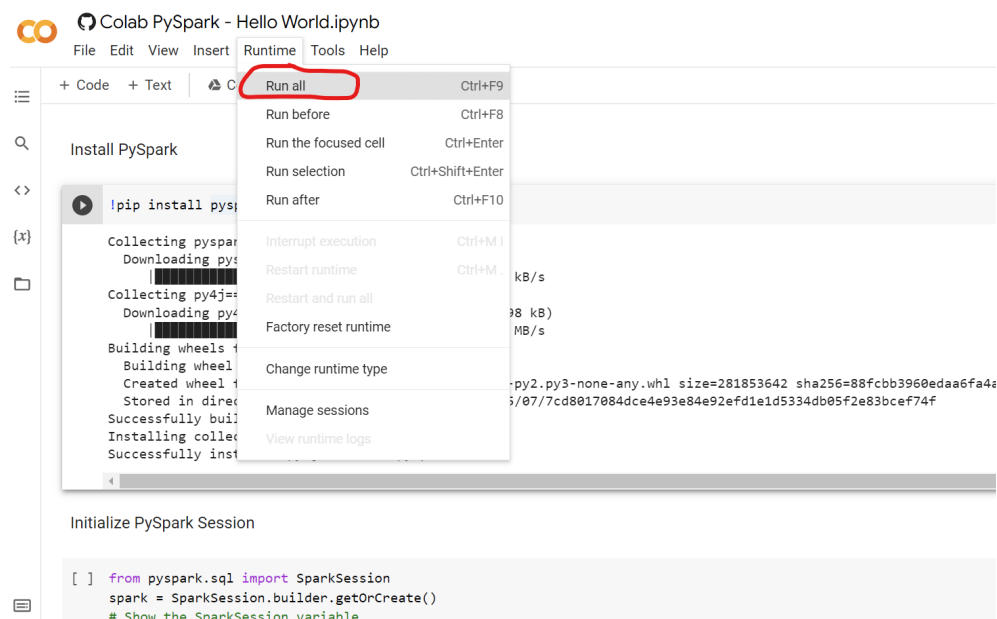 Colab PySpark - Hello World.ipynb
File Edit View Insert Runtime Tools Help
+ Code + Text
Run all Ctrl+F9
Run before Ctrl+F8
Run the focused cell Ctrl+Enter
Run selection Ctrl+Shift+Enter
Run after Ctrl+F10
Interrupt execution Ctrl+M I
Restart runtime Ctrl+M .
Restart and run all
Factory reset runtime
Change runtime type
Manage sessions
View runtime logs
Install PySpark
!pip install
Collecting
Downloading
kB/s
Collecting
Downloading
kB)
MB/s
Building wheels
Building wheel
Created wheel -py2.py3-none-any.whl size=281853642
Stored in /07/7cd8017084dce4e93e84e92efd1e1d5334db05f2e83bcef74f
Successfully
Installing
Successfully
Initialize PySpark Session
[ ] from pyspark.sql import SparkSession
spark = SparkSession.builder.getOrCreate()
# Show the SparkSession variable